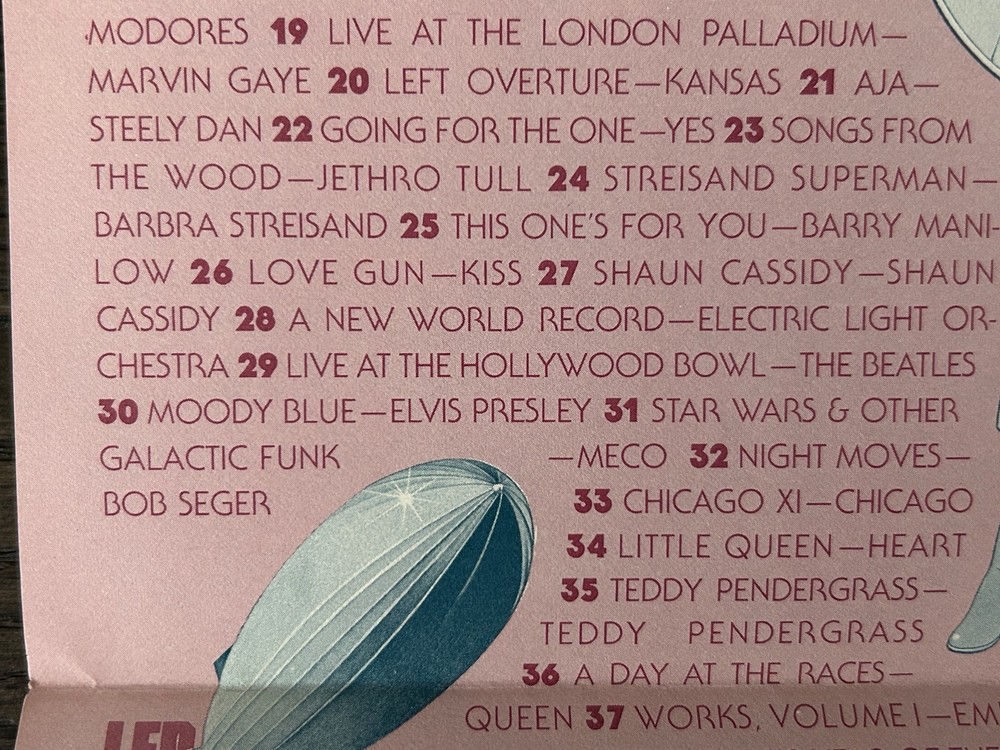 MODORES 19 LIVE AT THE LONDON PALLADIUM—
MARVIN GAYE 20 LEFT OVERTURE—KANSAS 21 AJA—
STEELY DAN 22 GOING FOR THE ONE—YES 23 SONGS FROM
THE WOOD—JETHRO TULL 24 STREISAND SUPERMAN—
BARBRA STREISAND 25 THIS ONE'S FOR YOU—BARRY MANI-
LOW 26 LOVE GUN—KISS 27 SHAUN CASSIDY—SHAUN
CASSIDY 28 A NEW WORLD RECORD—ELECTRIC LIGHT OR-
CHESTRA 29 LIVE AT THE HOLLYWOOD BOWL—THE BEATLES
30 MOODY BLUE—ELVIS PRESLEY 31 STAR WARS & OTHER
GALACTIC FUNK —MECO 32 NIGHT MOVES—
BOB SEGER 33 CHICAGO XI—CHICAGO
34 LITTLE QUEEN—HEART
35 TEDDY PENDERGRASS—
TEDDY PENDERGRASS
36 A DAY AT THE RACES—
QUEEN 37 WORKS, VOLUME I—EM
LED